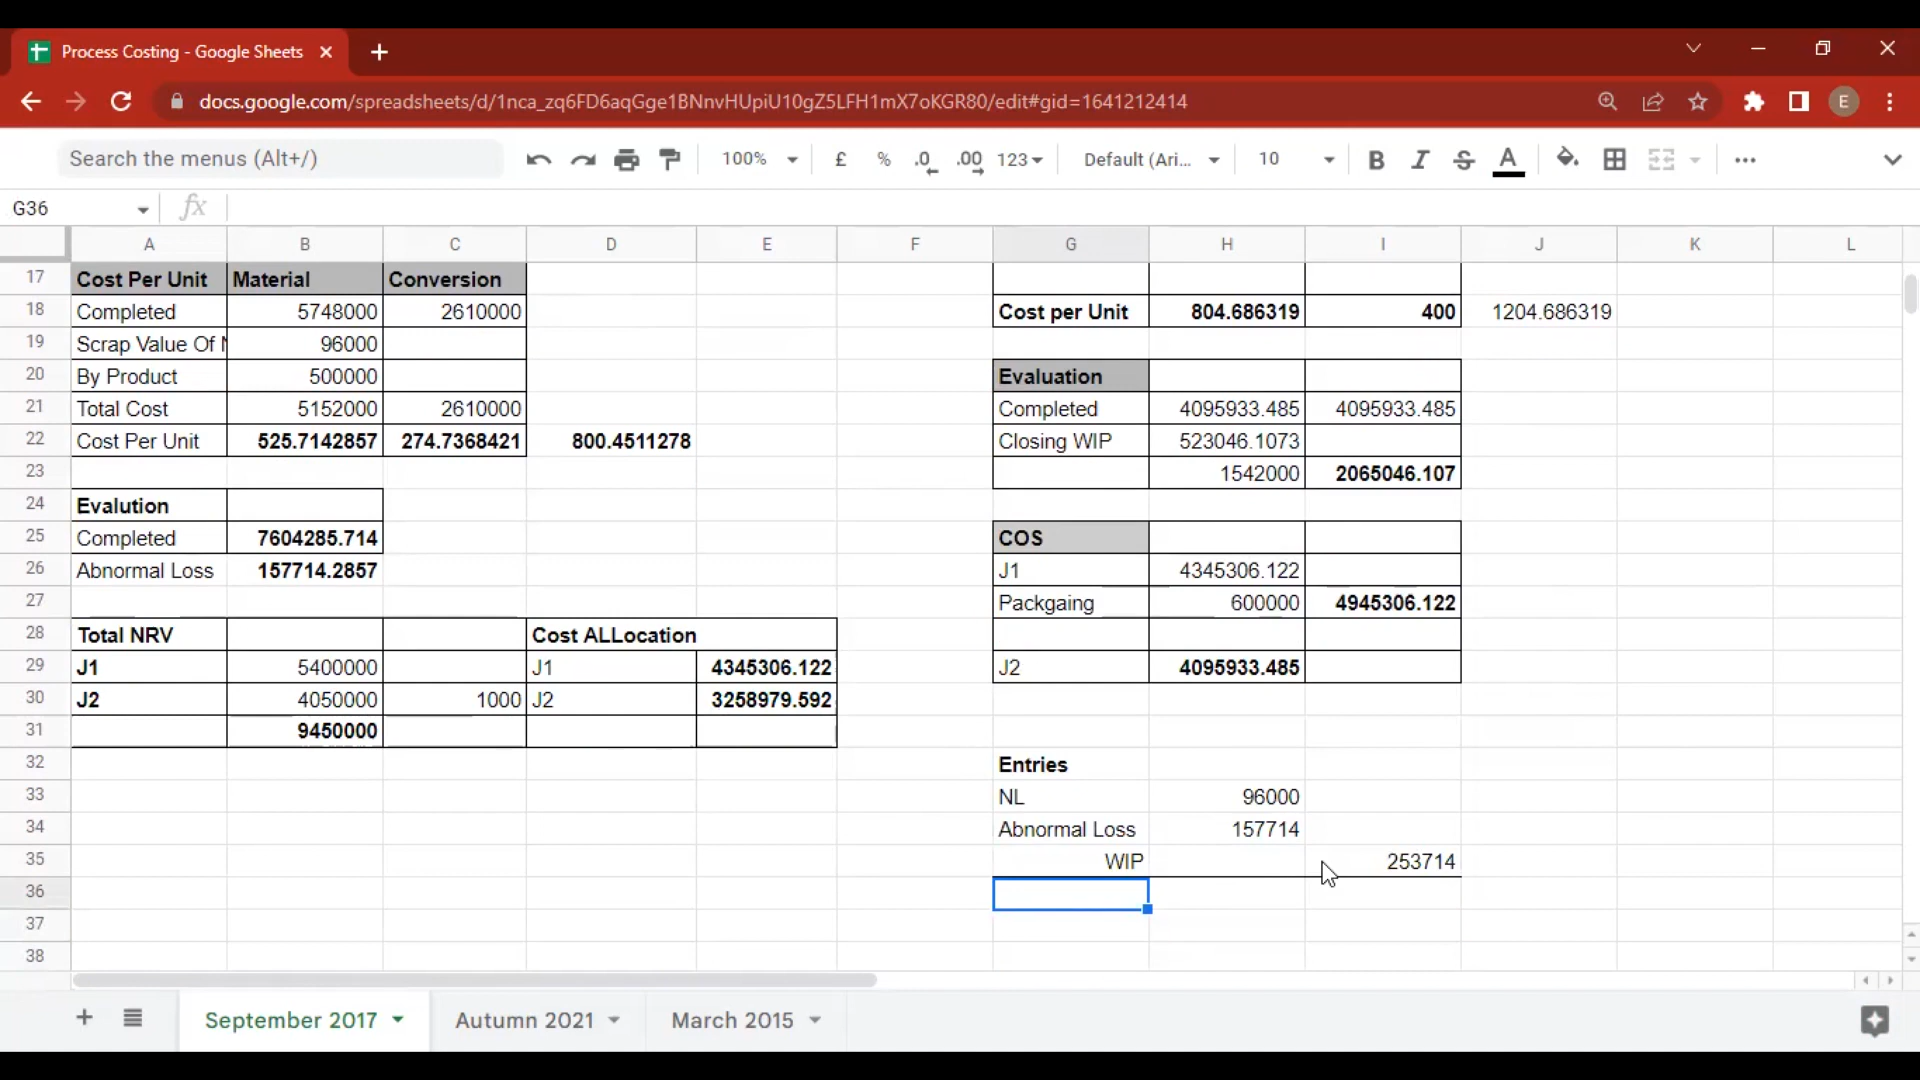 Process Costing - Google Sheets
docs.google.com/spreadsheets/d/1nca_zq6FD6aqGge1BNnvHUpiU10gZ5LFH1mX7oKGR80/edit#gid=1641212414
E
Search the menus (Alt+/)
100% £ % .0 .00 123 Default (Ari... 10 B I S A
G36 fx
A B C D E F G H I J K L
17 Cost Per Unit Material Conversion
18 Completed 5748000 2610000 Cost per Unit 804.686319 400 1204.686319
19 Scrap Value Of 96000
20 By Product 500000 Evaluation
21 Total Cost 5152000 2610000 Completed 4095933.485 4095933.485
22 Cost Per Unit 525.7142857 274.7368421 800.4511278 Closing WIP 523046.1073
23 1542000 2065046.107
24 Evalution
25 Completed 7604285.714 COS
26 Abnormal Loss 157714.2857 J1 4345306.122
27 Packgaing 600000 4945306.122
28 Total NRV Cost ALLocation
29 J1 5400000 J1 4345306.122 J2 4095933.485
30 J2 4050000 1000 J2 3258979.592
31 9450000
32 Entries
33 NL 96000
34 Abnormal Loss 157714
35 WIP 253714
36
37
38
September 2017 Autumn 2021 March 2015